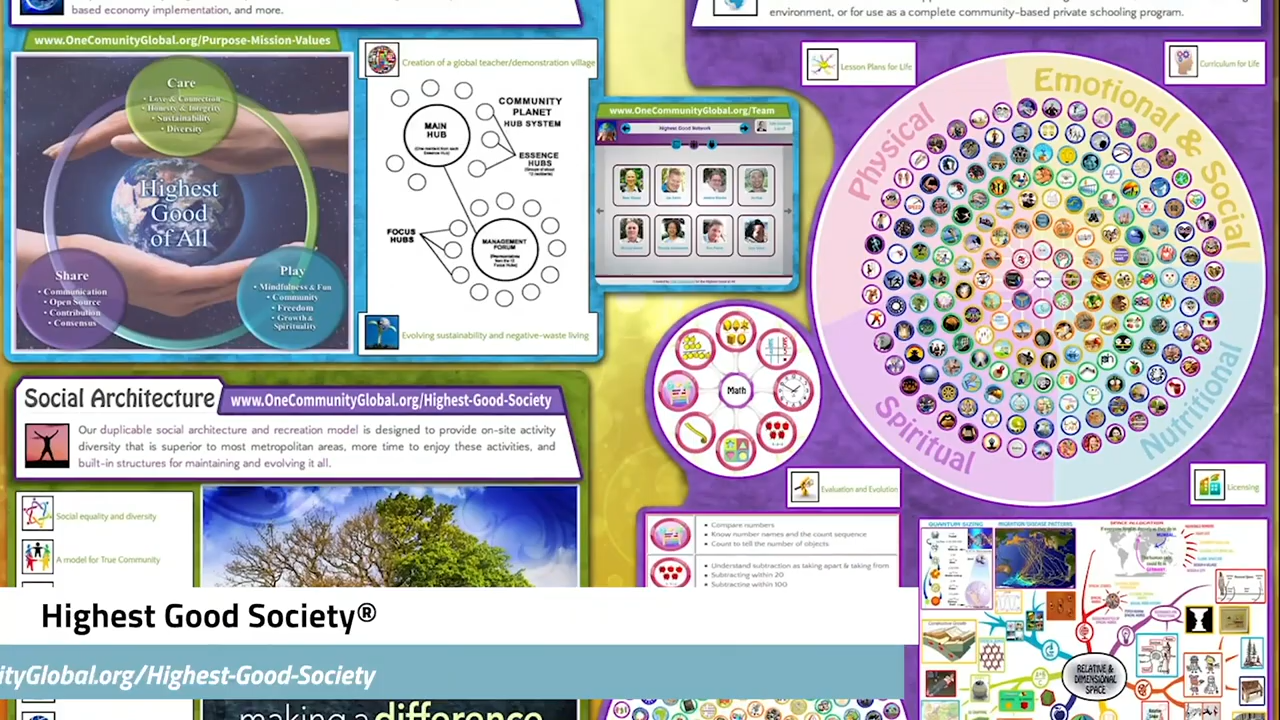 based economy implementation, and more.
environment, or for use as a complete community-based private schooling program.
www.OneComunityGlobal.org/Purpose-Mission-Values
Care
• Love & Connection
• Honesty & Integrity
• Sustainability
• Diversity
Highest
Good
of All
Share
• Communication
• Open Source
• Contribution
• Consensus
Play
• Mindfulness & Fun
• Community
• Freedom
• Growth &
Spirituality
Creation of a global teacher/demonstration village
COMMUNITY
PLANET
HUB SYSTEM
MAIN
HUB
ESSENCE
HUBS
FOCUS
HUBS
MANAGEMENT
FORUM
Evolving sustainability and negative-waste living
www.OneCommunityGlobal.org/Team
Highest Good Network
Lesson Plans for Life
Curriculum for Life
Physical
Emotional & Social
Spiritual
Nutritional
Math
Evaluation and Evolution
Licensing
Social Architecture
www.OneCommunityGlobal.org/Highest-Good-Society
Our duplicable social architecture and recreation model is designed to provide on-site activity
diversity that is superior to most metropolitan areas, more time to enjoy these activities, and
built-in structures for maintaining and evolving it all.
Social equality and diversity
A model for True Community
• Compare numbers
• Know number names and the count sequence
• Count to tell the number of objects
• Understand subtraction as taking apart & taking from
• Subtracting within 20
• Subtracting within 100
QUANTUM SIZING
MIGRATION DISEASE PATTERNS
RELATIVE &
DIMENSIONAL
SPACE
Highest Good Society®
ityGlobal.org/Highest-Good-Society
making a difference